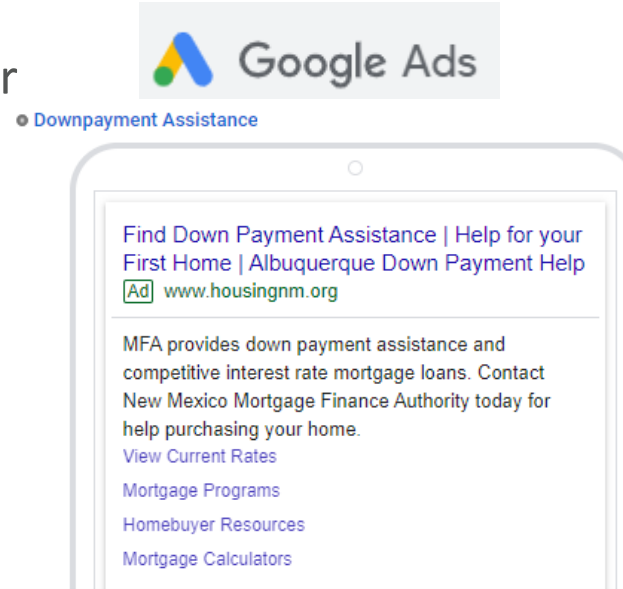 Google Ads
r
Downpayment Assistance
Find Down Payment Assistance | Help for your
First Home | Albuquerque Down Payment Help
Ad www.housingnm.org
MFA provides down payment assistance and
competitive interest rate mortgage loans. Contact
New Mexico Mortgage Finance Authority today for
help purchasing your home.
View Current Rates
Mortgage Programs
Homebuyer Resources
Mortgage Calculators